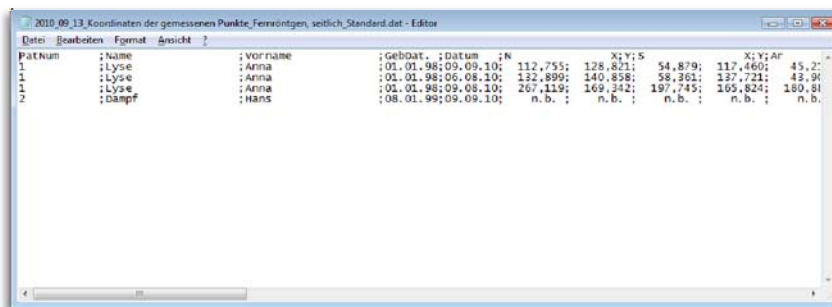 2010_09_13_Koordinaten der gemessenen Punkte_Fernröntgen, seitlich_Standard.dat - Editor
Datei Bearbeiten Format Ansicht ?
PatNum ;Name ;Vorname ;GebDat. ;Datum ;N X;Y;S X;Y;Ar
1 ;Lyse ;Anna ;01.01.98;09.09.10; 112,755; 128,821; 54,879; 117,460;
1 ;Lyse ;Anna ;01.01.98;06.08.10; 132,899; 140,858; 58,361; 137,721;
1 ;Lyse ;Anna ;01.01.98;09.08.10; 267,119; 169,342; 197,745; 165,824;
2 ;Dampf ;Hans ;08.01.99;09.09.10; n.b. ; n.b. ; n.b. ; n.b. ; n.b.